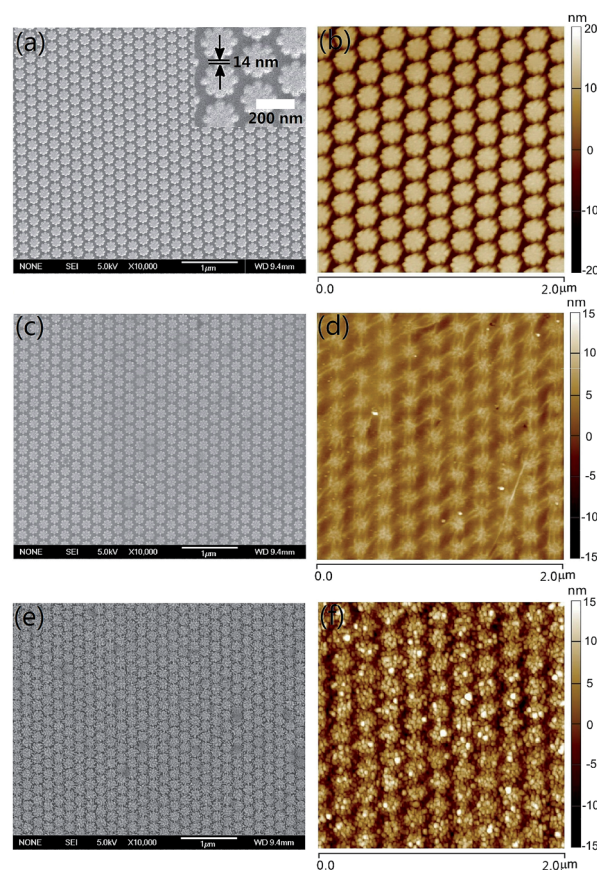 (a)
14 nm
200 nm
NONE SEI 5.0kV X10,000 1μm WD 9.4mm
(b)
nm
20
10
0
-10
-20
0.0 2.0μm
(c)
NONE SEI 5.0kV X10,000 1μm WD 9.4mm
(d)
nm
15
10
5
0
-5
-10
-15
0.0 2.0μm
(e)
NONE SEI 5.0kV X10,000 1μm WD 9.4mm
(f)
nm
15
10
5
0
-5
-10
-15
0.0 2.0μm